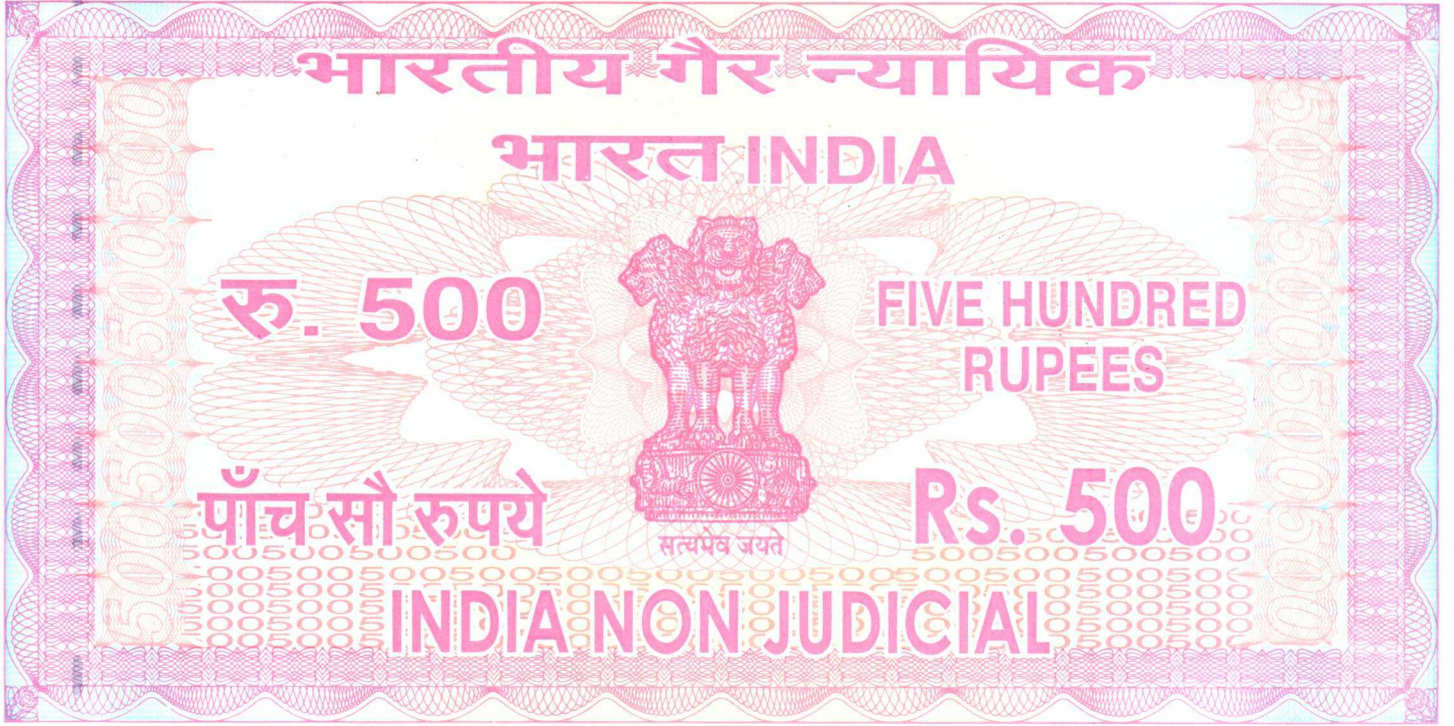 भारतीय गैर न्यायिक
भारत INDIA
रु. 500
FIVE HUNDRED
RUPEES
पाँच सौ रुपये
Rs. 500
सत्यमेव जयते
INDIA NON JUDICIAL